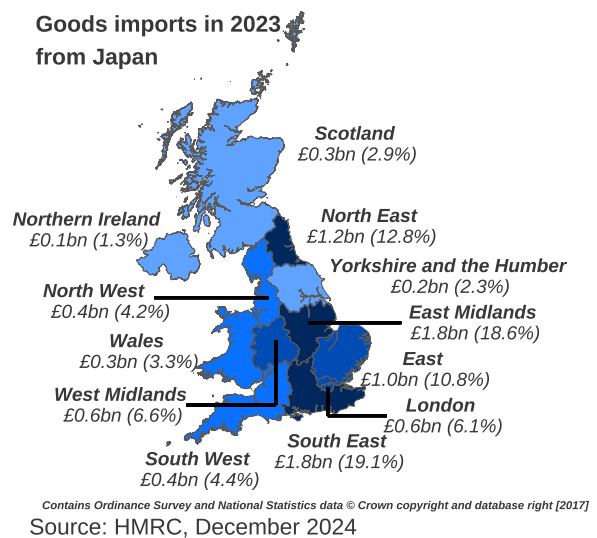 Goods imports in 2023
from Japan
Scotland
£0.3bn (2.9%)
Northern Ireland
£0.1bn (1.3%)
North East
£1.2bn (12.8%)
Yorkshire and the Humber
£0.2bn (2.3%)
North West
£0.4bn (4.2%)
East Midlands
£1.8bn (18.6%)
Wales
£0.3bn (3.3%)
East
£1.0bn (10.8%)
West Midlands
£0.6bn (6.6%)
London
£0.6bn (6.1%)
South East
£1.8bn (19.1%)
South West
£0.4bn (4.4%)
Contains Ordinance Survey and National Statistics data © Crown copyright and database right [2017]
Source: HMRC, December 2024